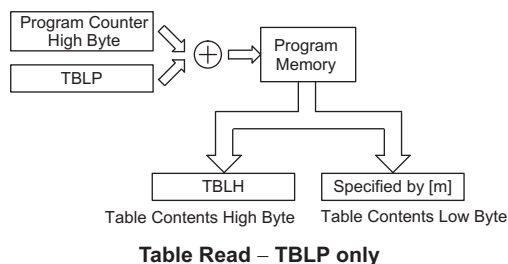 Program Counter
High Byte
TBLP
Program
Memory
TBLH
Specified by [m]
Table Contents High Byte
Table Contents Low Byte
Table Read – TBLP only